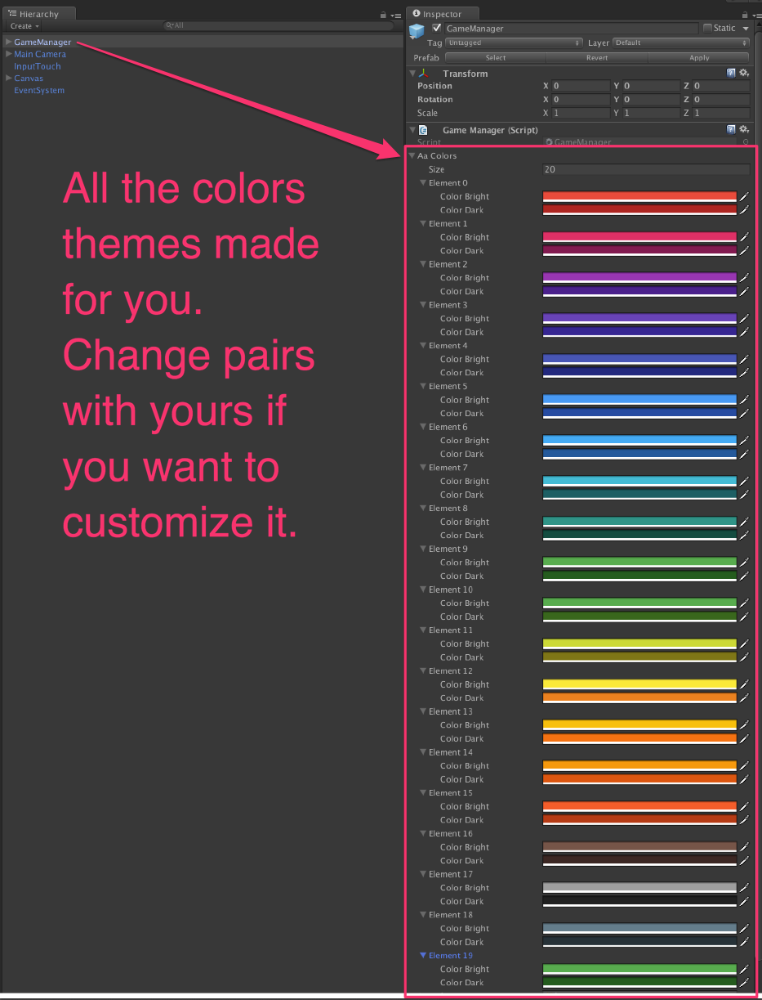 Hierarchy
Create
All
GameManager
Main Camera
InputTouch
Canvas
EventSystem
All the colors
themes made
for you.
Change pairs
with yours if
you want to
customize it.
Inspector
GameManager Static
Tag Untagged Layer Default
Prefab Select Revert Apply
Transform
Position X 0 Y 0 Z 0
Rotation X 0 Y 0 Z 0
Scale X 1 Y 1 Z 1
Game Manager (Script)
Script GameManager
Aa Colors
Size 20
Element 0
Color Bright
Color Dark
Element 1
Color Bright
Color Dark
Element 2
Color Bright
Color Dark
Element 3
Color Bright
Color Dark
Element 4
Color Bright
Color Dark
Element 5
Color Bright
Color Dark
Element 6
Color Bright
Color Dark
Element 7
Color Bright
Color Dark
Element 8
Color Bright
Color Dark
Element 9
Color Bright
Color Dark
Element 10
Color Bright
Color Dark
Element 11
Color Bright
Color Dark
Element 12
Color Bright
Color Dark
Element 13
Color Bright
Color Dark
Element 14
Color Bright
Color Dark
Element 15
Color Bright
Color Dark
Element 16
Color Bright
Color Dark
Element 17
Color Bright
Color Dark
Element 18
Color Bright
Color Dark
Element 19
Color Bright
Color Dark